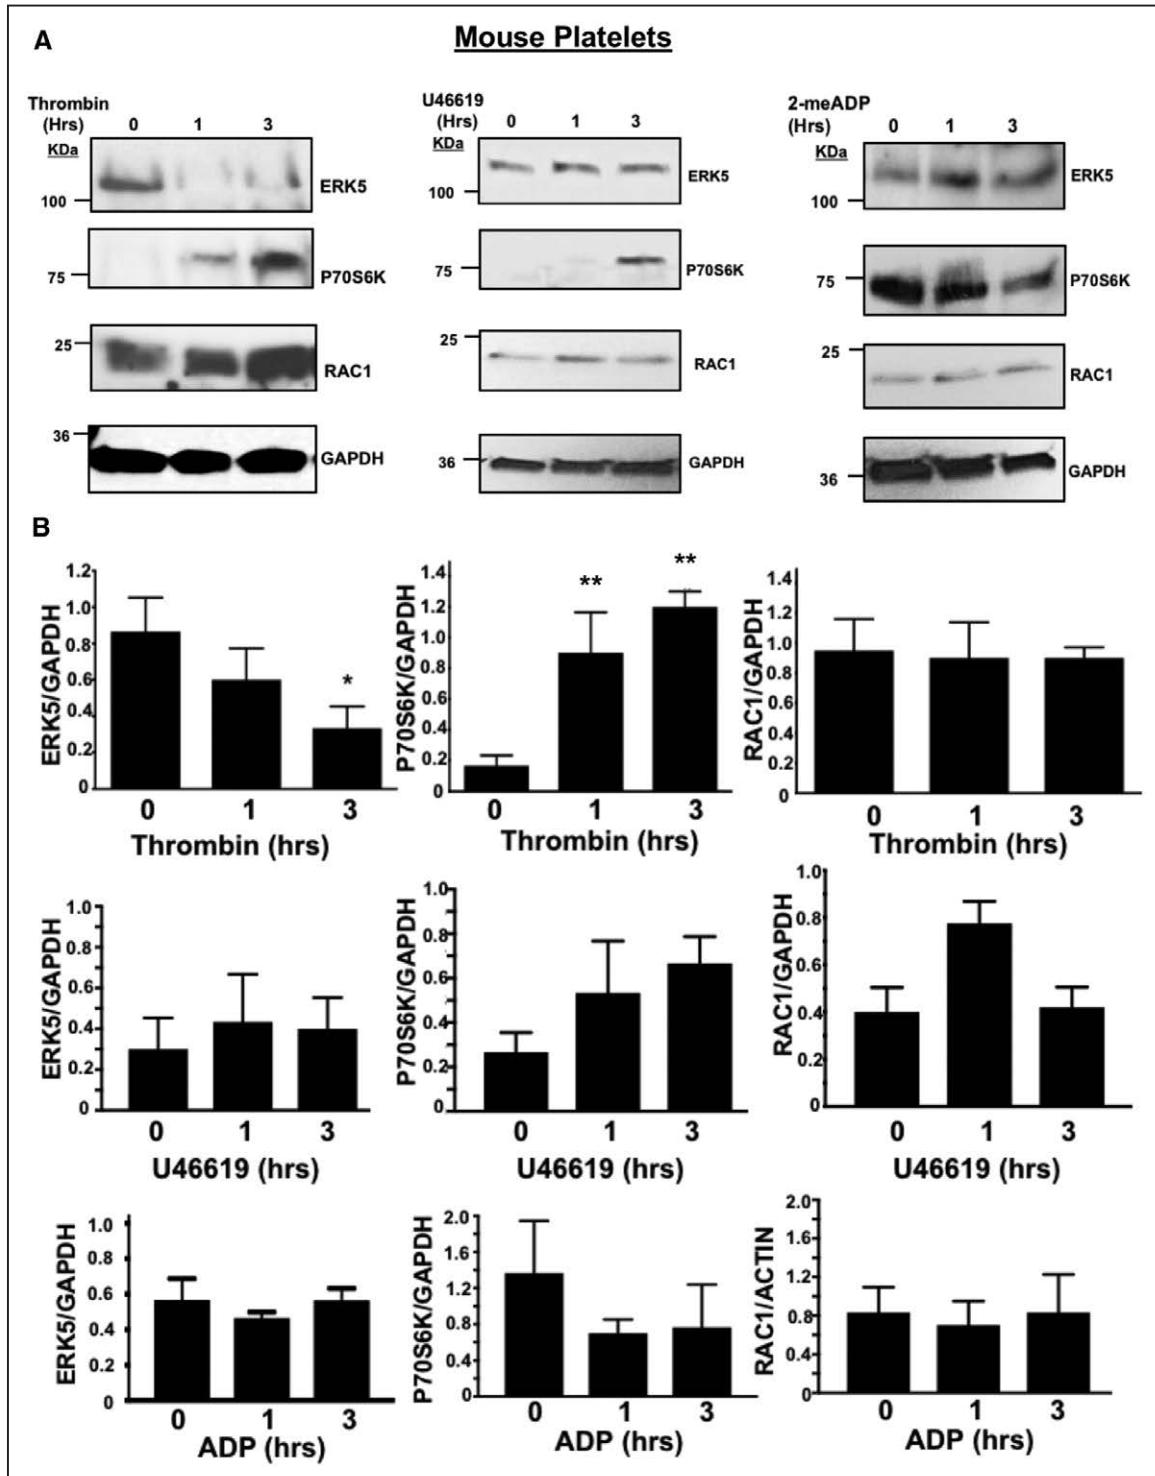 A
Mouse Platelets
Thrombin
(Hrs) 0 1 3
KDa
ERK5
100
P70S6K
75
25
RAC1
36
GAPDH
U46619
(Hrs) 0 1 3
KDa
ERK5
100
P70S6K
75
25
RAC1
36
GAPDH
2-meADP
(Hrs) 0 1 3
KDa
ERK5
100
75
P70S6K
25
RAC1
36
GAPDH
B
ERK5/GAPDH
1.2
1.0
0.8
0.6
0.4
0.2
0
*
0 1 3
Thrombin (hrs)
P70S6K/GAPDH
1.4
1.2
1.0
0.8
0.6
0.4
0.2
0
** **
0 1 3
Thrombin (hrs)
RAC1/GAPDH
1.4
1.2
1.0
0.8
0.6
0.4
0.2
0
0 1 3
Thrombin (hrs)
ERK5/GAPDH
1.0
0.8
0.6
0.4
0.2
0
0 1 3
U46619 (hrs)
P70S6K/GAPDH
1.0
0.8
0.6
0.4
0.2
0
0 1 3
U46619 (hrs)
RAC1/GAPDH
1.0
0.8
0.6
0.4
0.2
0
0 1 3
U46619 (hrs)
ERK5/GAPDH
1.0
0.8
0.6
0.4
0.2
0
0 1 3
ADP (hrs)
P70S6K/GAPDH
2.0
1.6
1.2
0.8
0.4
0
0 1 3
ADP (hrs)
RAC1/ACTIN
2.0
1.6
1.2
0.8
0.4
0
0 1 3
ADP (hrs)